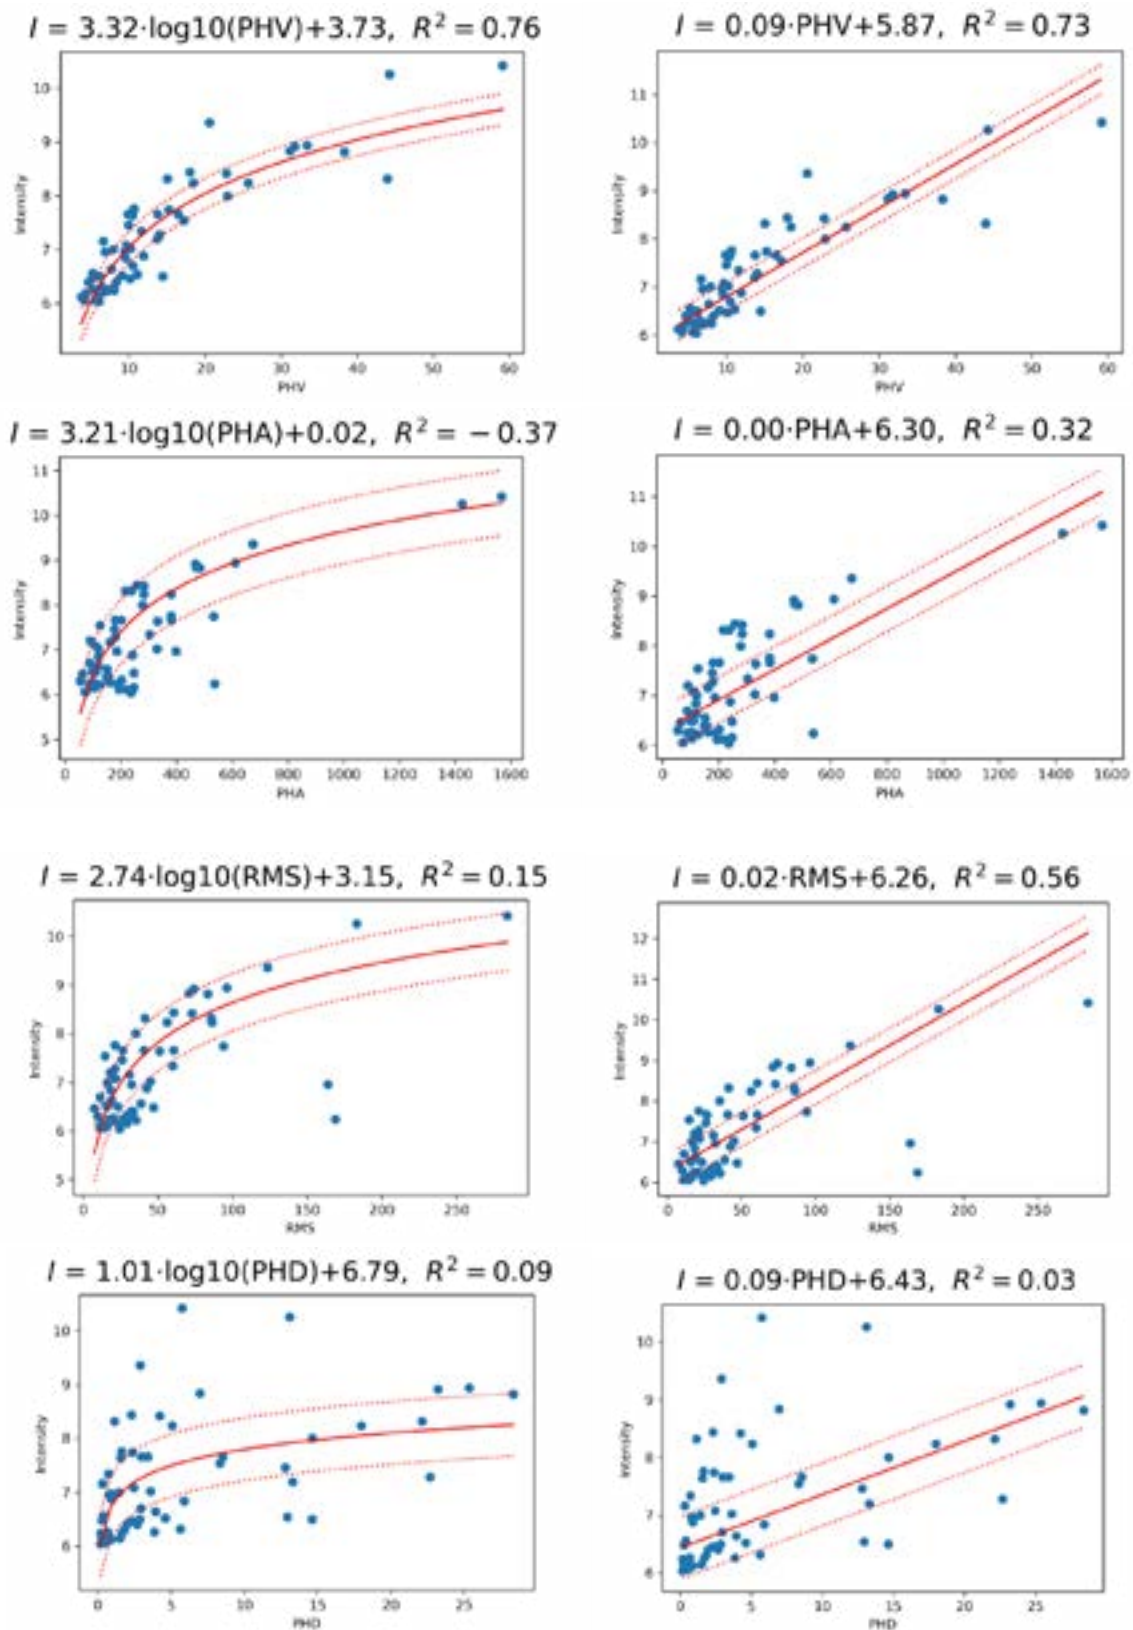 I = 3.32·log10(PHV)+3.73, R² = 0.76
Intensity
10
9
8
7
6
10 20 30 40 50 60
PHV
I = 0.09·PHV+5.87, R² = 0.73
Intensity
11
10
9
8
7
6
10 20 30 40 50 60
PHV
I = 3.21·log10(PHA)+0.02, R² = −0.37
Intensity
11
10
9
8
7
6
5
0 200 400 600 800 1000 1200 1400 1600
PHA
I = 0.00·PHA+6.30, R² = 0.32
Intensity
11
10
9
8
7
6
0 200 400 600 800 1000 1200 1400 1600
PHA
I = 2.74·log10(RMS)+3.15, R² = 0.15
Intensity
10
9
8
7
6
5
0 50 100 150 200 250
RMS
I = 0.02·RMS+6.26, R² = 0.56
Intensity
12
11
10
9
8
7
6
0 50 100 150 200 250
RMS
I = 1.01·log10(PHD)+6.79, R² = 0.09
Intensity
10
9
8
7
6
0 5 10 15 20 25
PHD
I = 0.09·PHD+6.43, R² = 0.03
Intensity
10
9
8
7
6
0 5 10 15 20 25
PHD